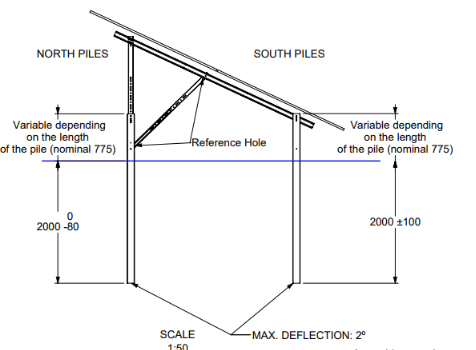 NORTH PILES
SOUTH PILES
Variable depending
on the length
of the pile (nominal 775)
Reference Hole
Variable depending
on the length
of the pile (nominal 775)
0
2000 -80
2000 ±100
SCALE
1:50
MAX. DEFLECTION: 2º